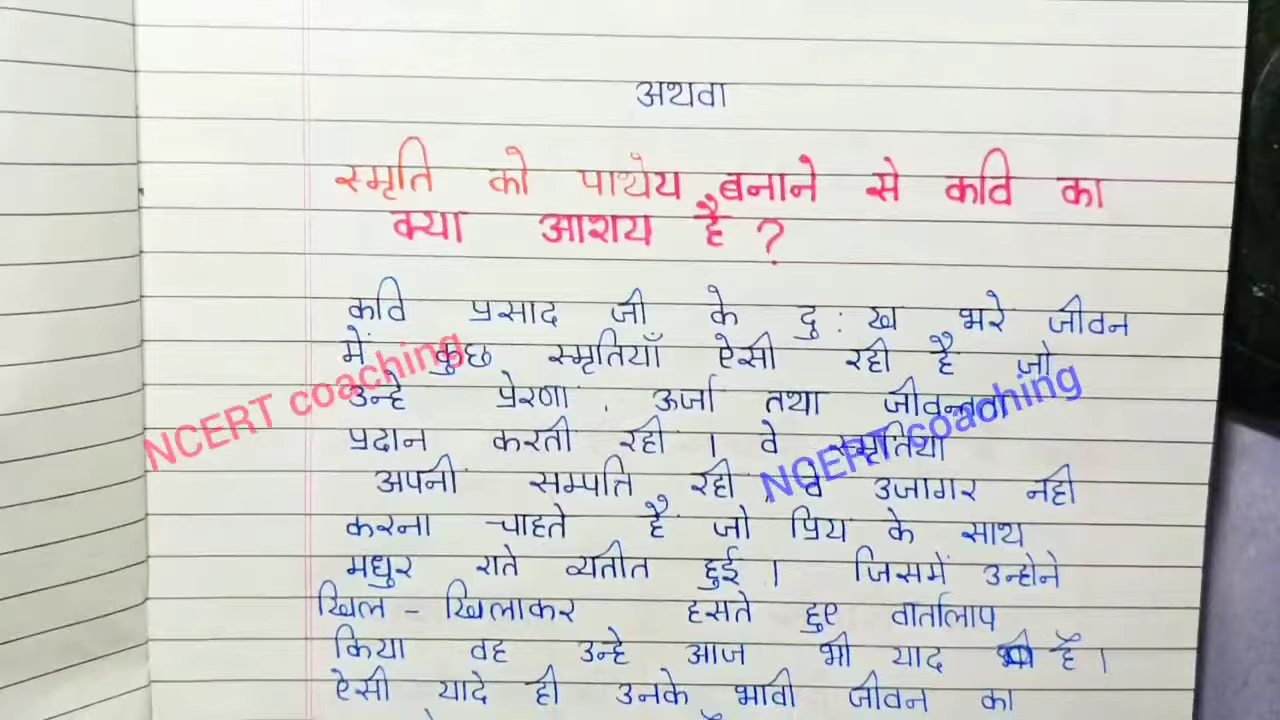 अथवा
स्मृति को पाथेय बनाने से कवि का
क्या आशय है ?
कवि प्रसाद जी के दु : ख भरे जीवन
में कुछ स्मृतियाँ ऐसी रही है जो
उन्हे प्रेरणा , ऊर्जा तथा जीवन्तता
NCERT coaching
प्रदान करती रही । वे स्मृतियाँ
NCERT coaching
अपनी सम्पति रही वे उजागर नही
करना चाहते है जो प्रिय के साथ
मधुर राते व्यतीत हुई । जिसमें उन्होने
खिल - खिलाकर हसते हुए वार्तालाप
किया वह उन्हे आज भी याद है ।
ऐसी यादे ही उनके भावी जीवन का